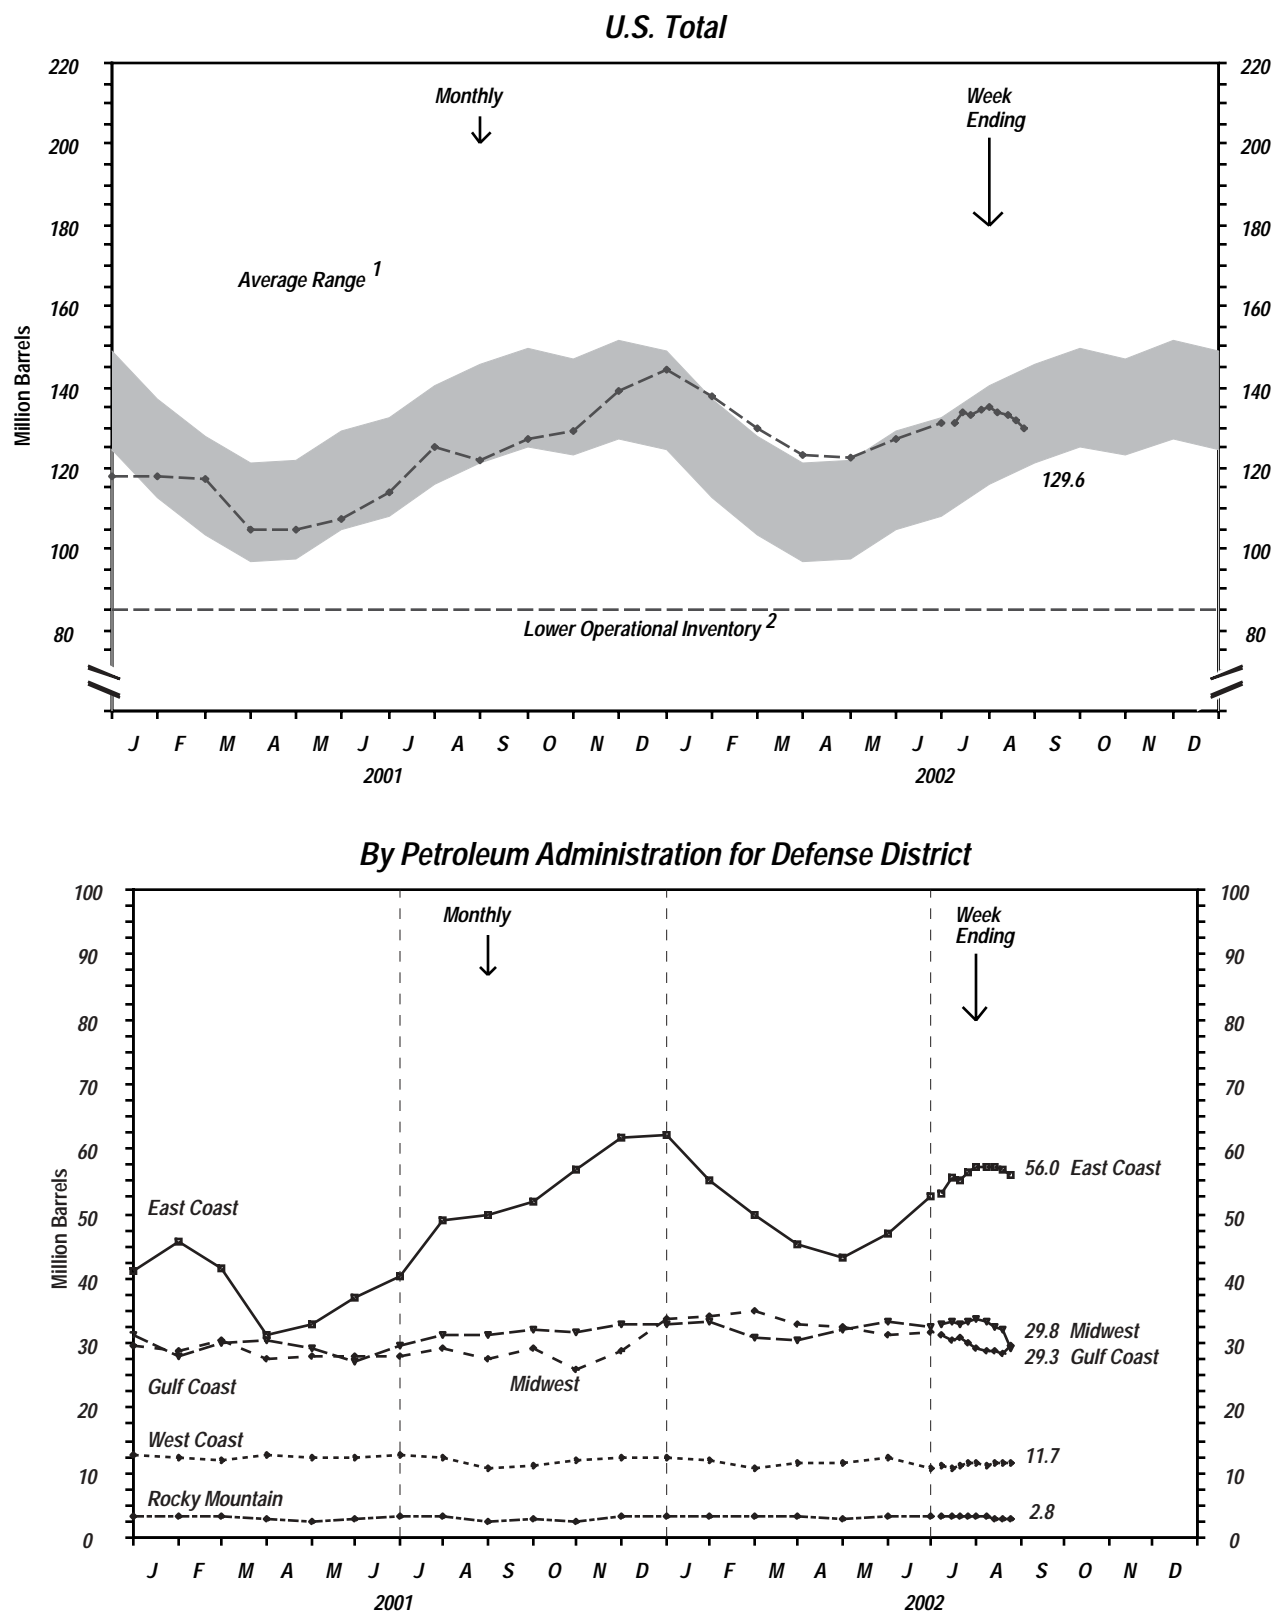 U.S. Total
220 220
Monthly Week
Ending
200 200
180 180
Average Range 1
160 160
Million Barrels
140 140
120 120
129.6
100 100
Lower Operational Inventory 2
80 80
J F M A M J J A S O N D J F M A M J J A S O N D
2001 2002
By Petroleum Administration for Defense District
100 100
Monthly Week
Ending
90 90
80 80
70 70
60 60
56.0 East Coast
Million Barrels
East Coast
50 50
40 40
29.8 Midwest
30 30
29.3 Gulf Coast
Gulf Coast Midwest
20 20
West Coast 11.7
10 10
Rocky Mountain 2.8
0 0
J F M A M J J A S O N D J F M A M J J A S O N D
2001 2002